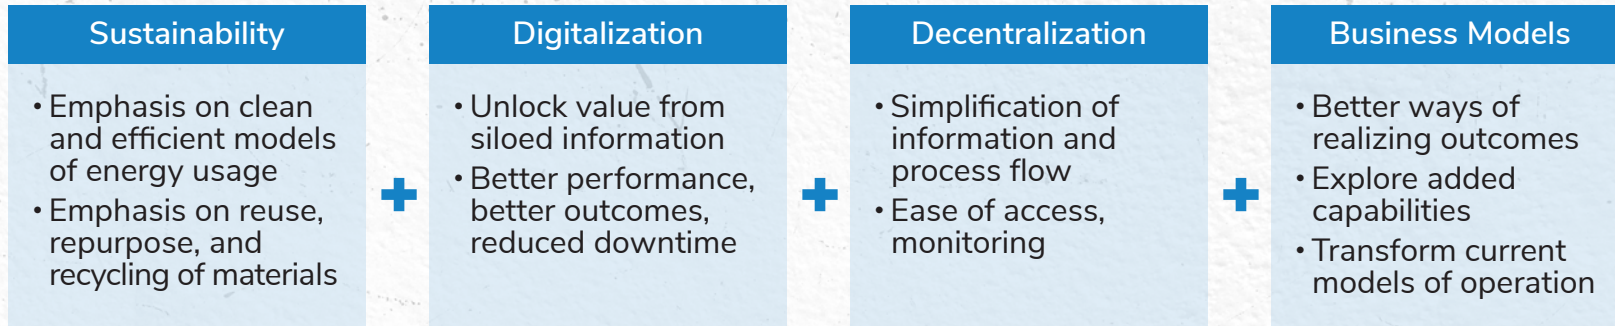 Sustainability
• Emphasis on clean
and efficient models
of energy usage
• Emphasis on reuse,
repurpose, and
recycling of materials
Digitalization
• Unlock value from
siloed information
• Better performance,
better outcomes,
reduced downtime
Decentralization
• Simplification of
information and
process flow
• Ease of access,
monitoring
Business Models
• Better ways of
realizing outcomes
• Explore added
capabilities
• Transform current
models of operation